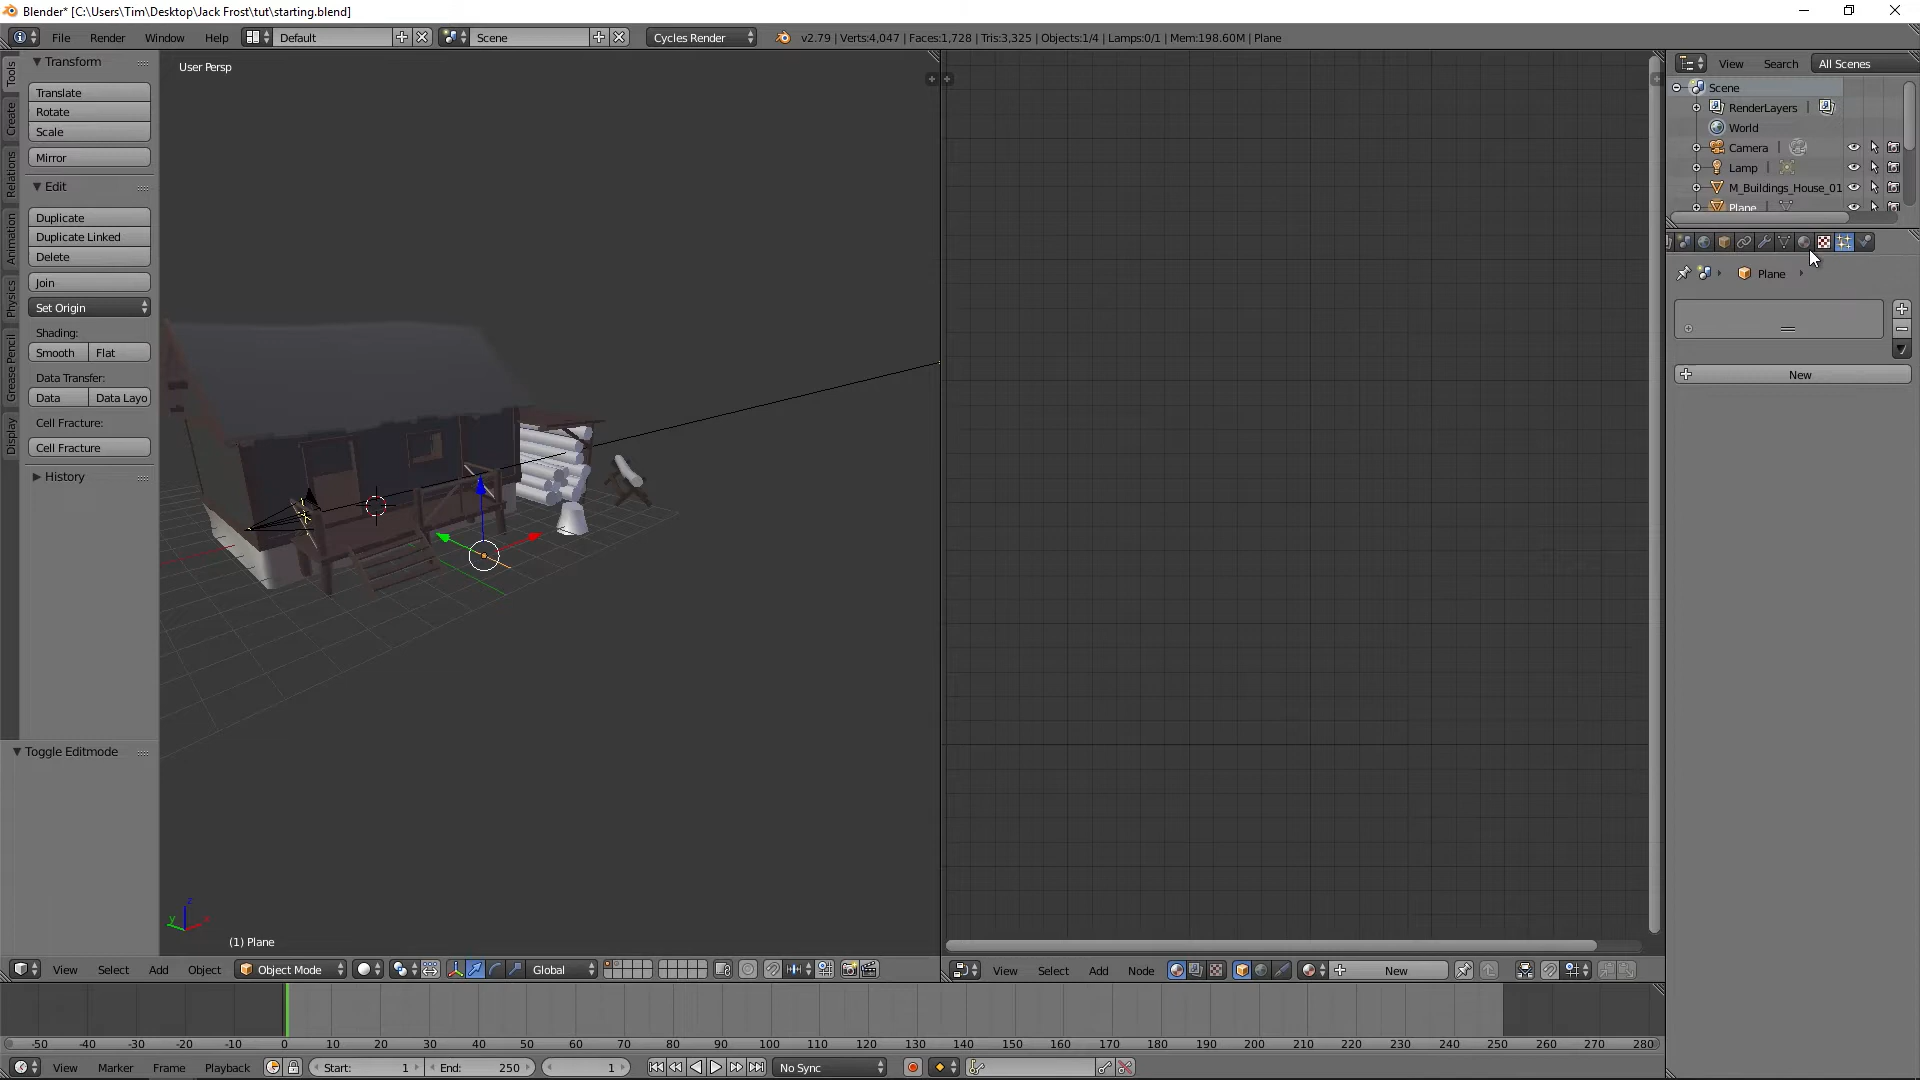 Blender* [C:\Users\Tim\Desktop\Jack Frost\tut\starting.blend]
File Render Window Help Default Scene Cycles Render v2.79 | Verts:4,047 | Faces:1,728 | Tris:3,325 | Objects:1/4 | Lamps:0/1 | Mem:198.60M | Plane
Tools
Create
Relations
Animation
Physics
Grease Pencil
Display
Transform
Translate
Rotate
Scale
Mirror
Edit
Duplicate
Duplicate Linked
Delete
Join
Set Origin
Shading:
Smooth Flat
Data Transfer:
Data Data Layo
Cell Fracture:
Cell Fracture
History
Toggle Editmode
User Persp
z
y x
(1) Plane
View Select Add Object Object Mode Global
View Select Add Node New
View Search All Scenes
Scene
RenderLayers
World
Camera
Lamp
M_Buildings_House_01
Plane
Plane
New
-50 -40 -30 -20 -10 0 10 20 30 40 50 60 70 80 90 100 110 120 130 140 150 160 170 180 190 200 210 220 230 240 250 260 270 280
View Marker Frame Playback Start: 1 End: 250 1 No Sync